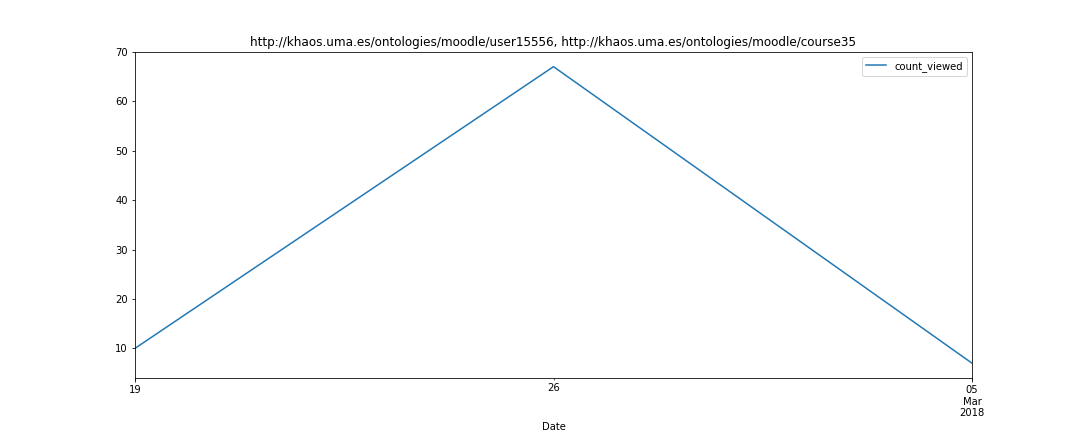 http://khaos.uma.es/ontologies/moodle/user15556, http://khaos.uma.es/ontologies/moodle/course35
count_viewed
70
60
50
40
30
20
10
19
26
05
Mar
2018
Date